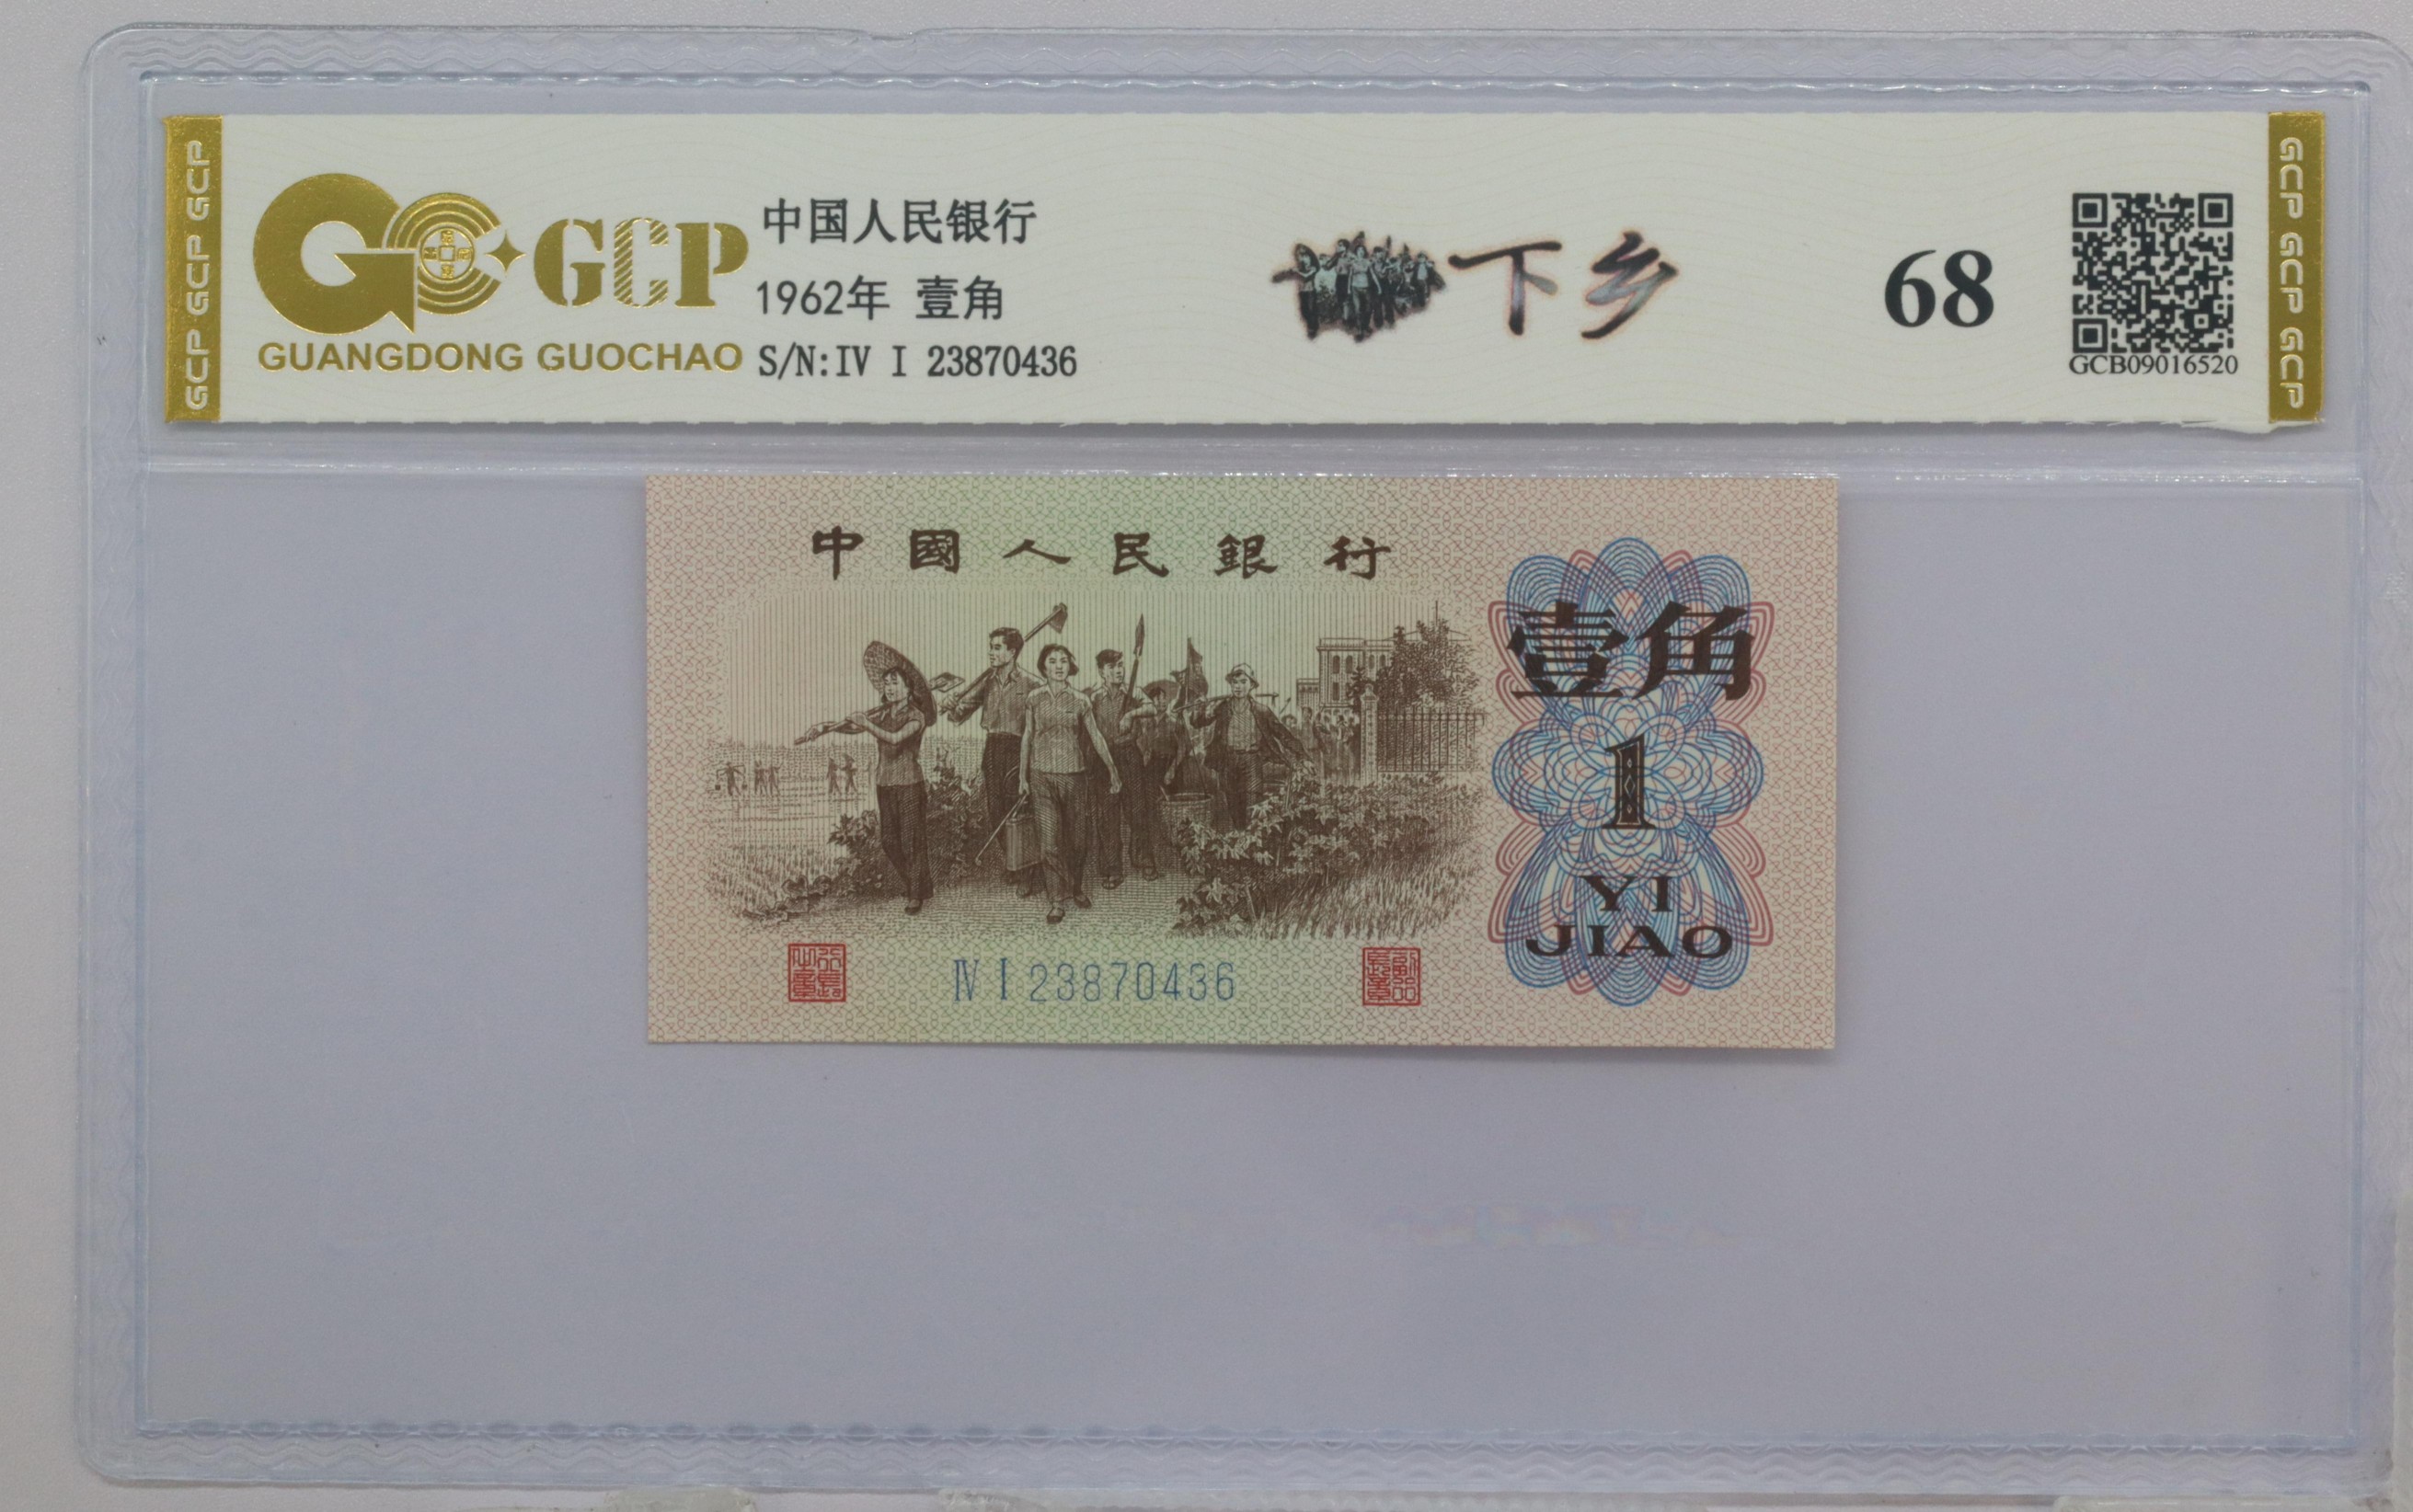 GCP GCP GCP
GCP
GUANGDONG GUOCHAO
中国人民银行
1962年 壹角
S/N:IV I 23870436
下乡
68
GCB09016520
GCP GCP GCP
中國人民銀行
壹角
1
YI
JIAO
ⅣⅠ23870436